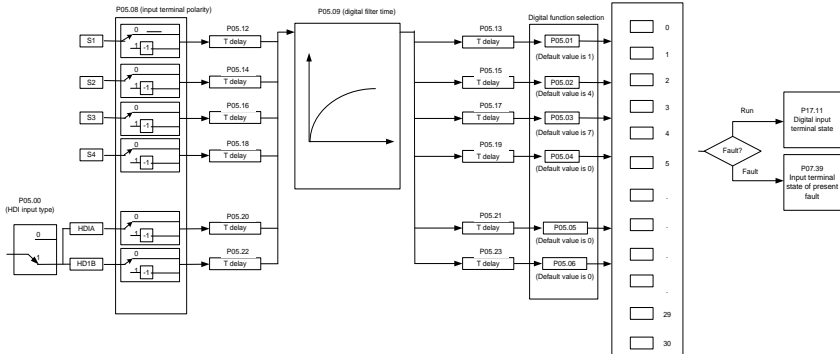 P05.08 (input terminal polarity)
P05.12
P05.09 (digital filter time)
P05.13
Digital function selection
S1
0
1
-1
T delay
T delay
P05.01
(Default value is 1)
0
P05.14
P05.15
1
S2
0
1
-1
T delay
T delay
P05.02
(Default value is 4)
2
P05.16
P05.17
S3
0
1
-1
T delay
T delay
P05.03
(Default value is 7)
3
P05.18
P05.19
4
S4
0
1
-1
T delay
T delay
P05.04
(Default value is 0)
5
Run
Fault?
Fault
P17.11
Digital input
terminal state
P07.39
Input terminal
state of present
fault
P05.00
(HDI input type)
0
1
P05.20
P05.21
.
HDIA
0
1
-1
T delay
T delay
P05.05
(Default value is 0)
.
P05.22
P05.23
.
HD1B
0
1
-1
T delay
T delay
P05.06
(Default value is 0)
.
29
30